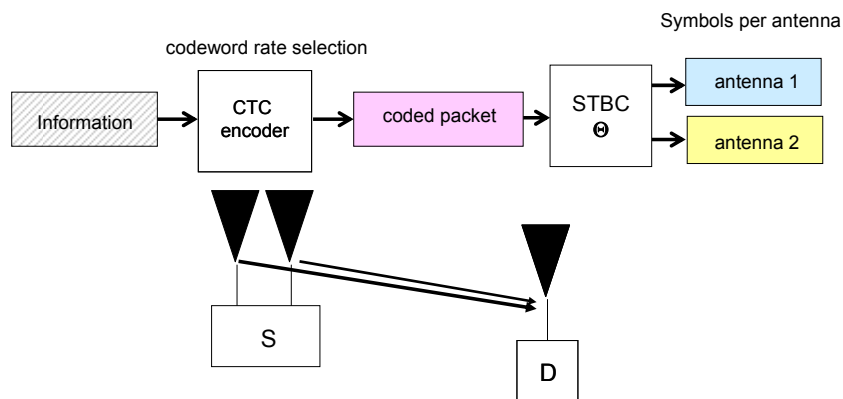 Symbols per antenna
codeword rate selection
Information
CTC
encoder
coded packet
STBC
Θ
antenna 1
antenna 2
S
D